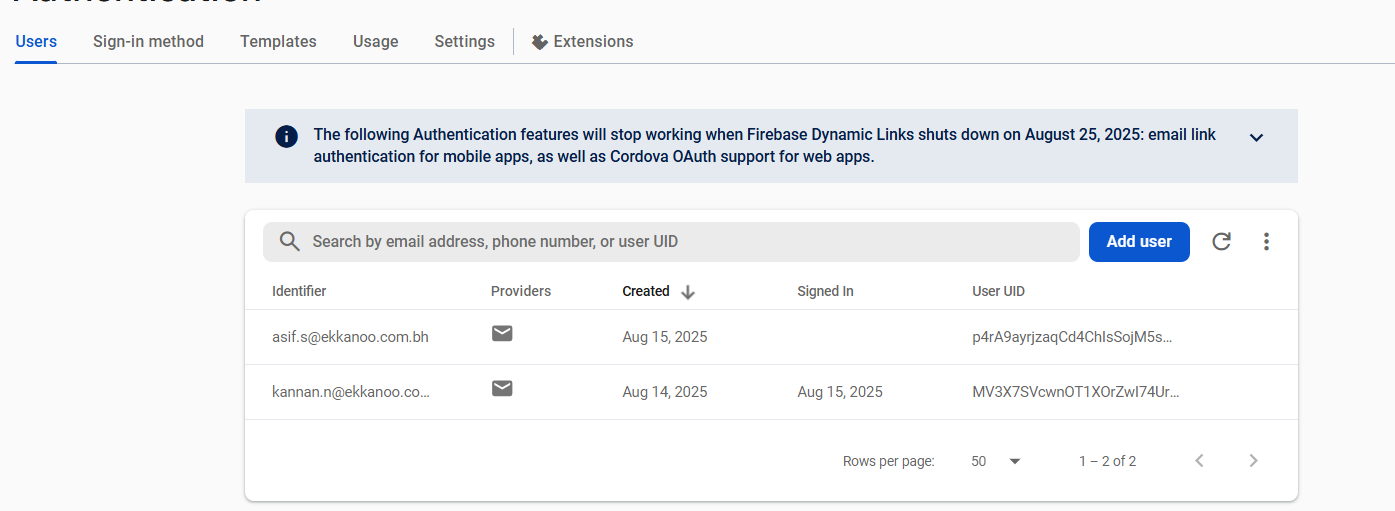 Authentication
Users Sign-in method Templates Usage Settings Extensions
The following Authentication features will stop working when Firebase Dynamic Links shuts down on August 25, 2025: email link
authentication for mobile apps, as well as Cordova OAuth support for web apps.
Search by email address, phone number, or user UID Add user
Identifier Providers Created Signed In User UID
asif.s@ekkanoo.com.bh Aug 15, 2025 p4rA9ayrjzaqCd4ChIsSojM5s...
kannan.n@ekkanoo.co... Aug 14, 2025 Aug 15, 2025 MV3X7SVcwnOT1XOrZwI74Ur...
Rows per page: 50 1 – 2 of 2